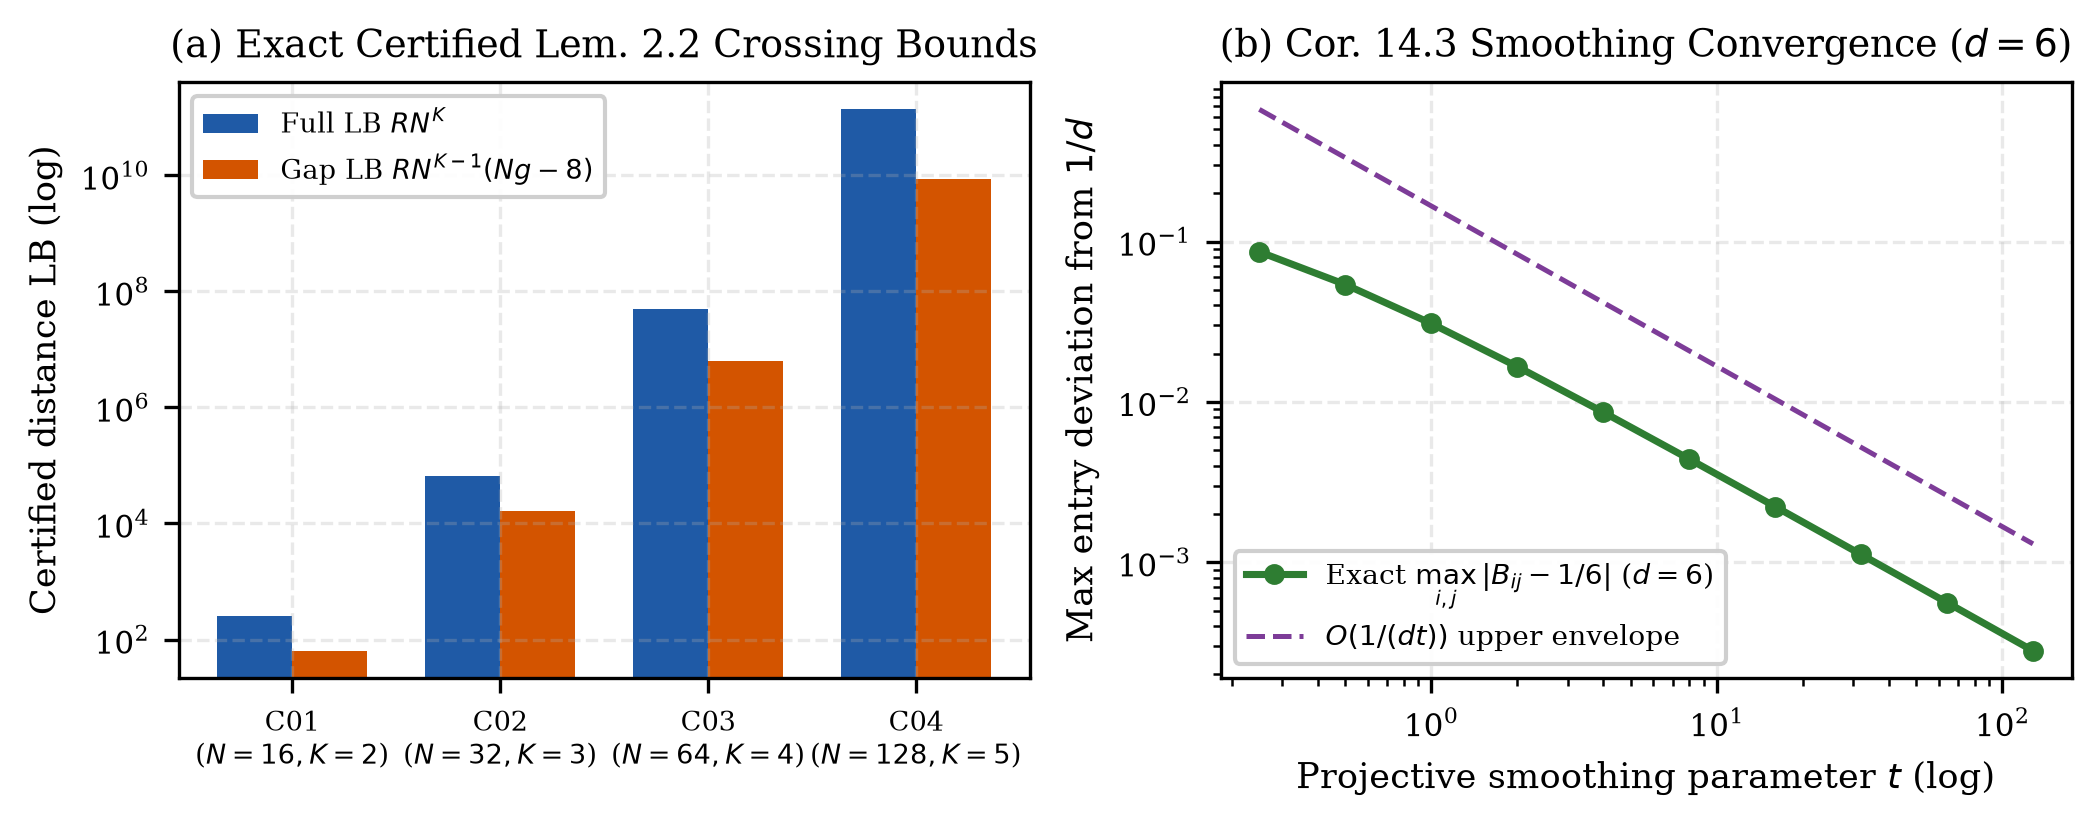 (a) Exact Certified Lem. 2.2 Crossing Bounds
Certified distance LB (log)
10^10
10^8
10^6
10^4
10^2
Full LB RN^K
Gap LB RN^{K−1}(Ng − 8)
C01
(N = 16, K = 2)
C02
(N = 32, K = 3)
C03
(N = 64, K = 4)
C04
(N = 128, K = 5)
(b) Cor. 14.3 Smoothing Convergence (d = 6)
Max entry deviation from 1/d
10^−1
10^−2
10^−3
Exact max_{i,j} |B_{ij} − 1/6| (d = 6)
O(1/(dt)) upper envelope
10^0
10^1
10^2
Projective smoothing parameter t (log)